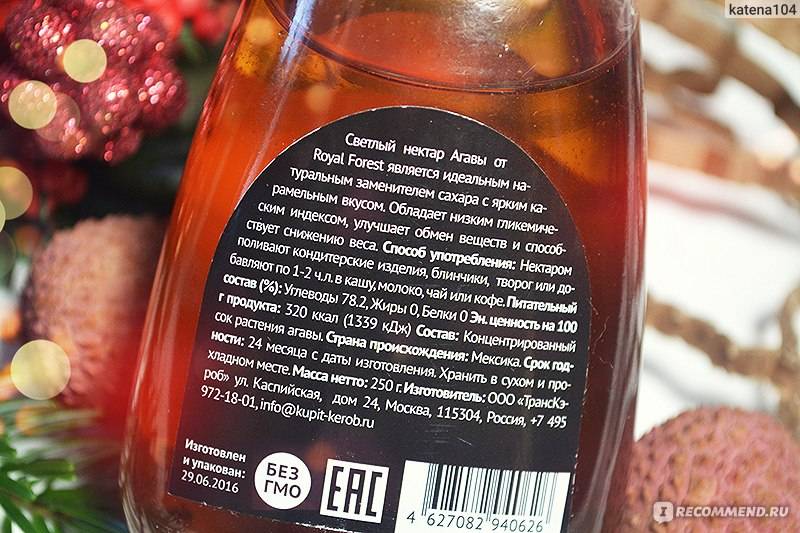 katena104
Светлый нектар Агавы от
Royal Forest является идеальным на-
туральным заменителем сахара с ярким ка-
рамельным вкусом. Обладает низким гликемиче-
ским индексом, улучшает обмен веществ и способ-
ствует снижению веса. Способ употребления: Нектаром
поливают кондитерские изделия, блинчики, творог или до-
бавляют по 1-2 ч.л. в кашу, молоко, чай или кофе. Питательный
состав (%): Углеводы 78.2, Жиры 0, Белки 0 Эн. ценность на 100
г продукта: 320 ккал (1339 кДж) Состав: Концентрированный
сок растения агавы. Страна происхождения: Мексика. Срок год-
ности: 24 месяца с даты изготовления. Хранить в сухом и про-
хладном месте. Масса нетто: 250 г. Изготовитель: ООО «ТрансКэ-
роб» ул. Каспийская, дом 24, Москва, 115304, Россия, +7 495
972-18-01, info@kupit-kerob.ru
Изготовлен
и упакован:
29.06.2016
БЕЗ
ГМО
EAC
4 627082 940626
I RECOMMEND.RU